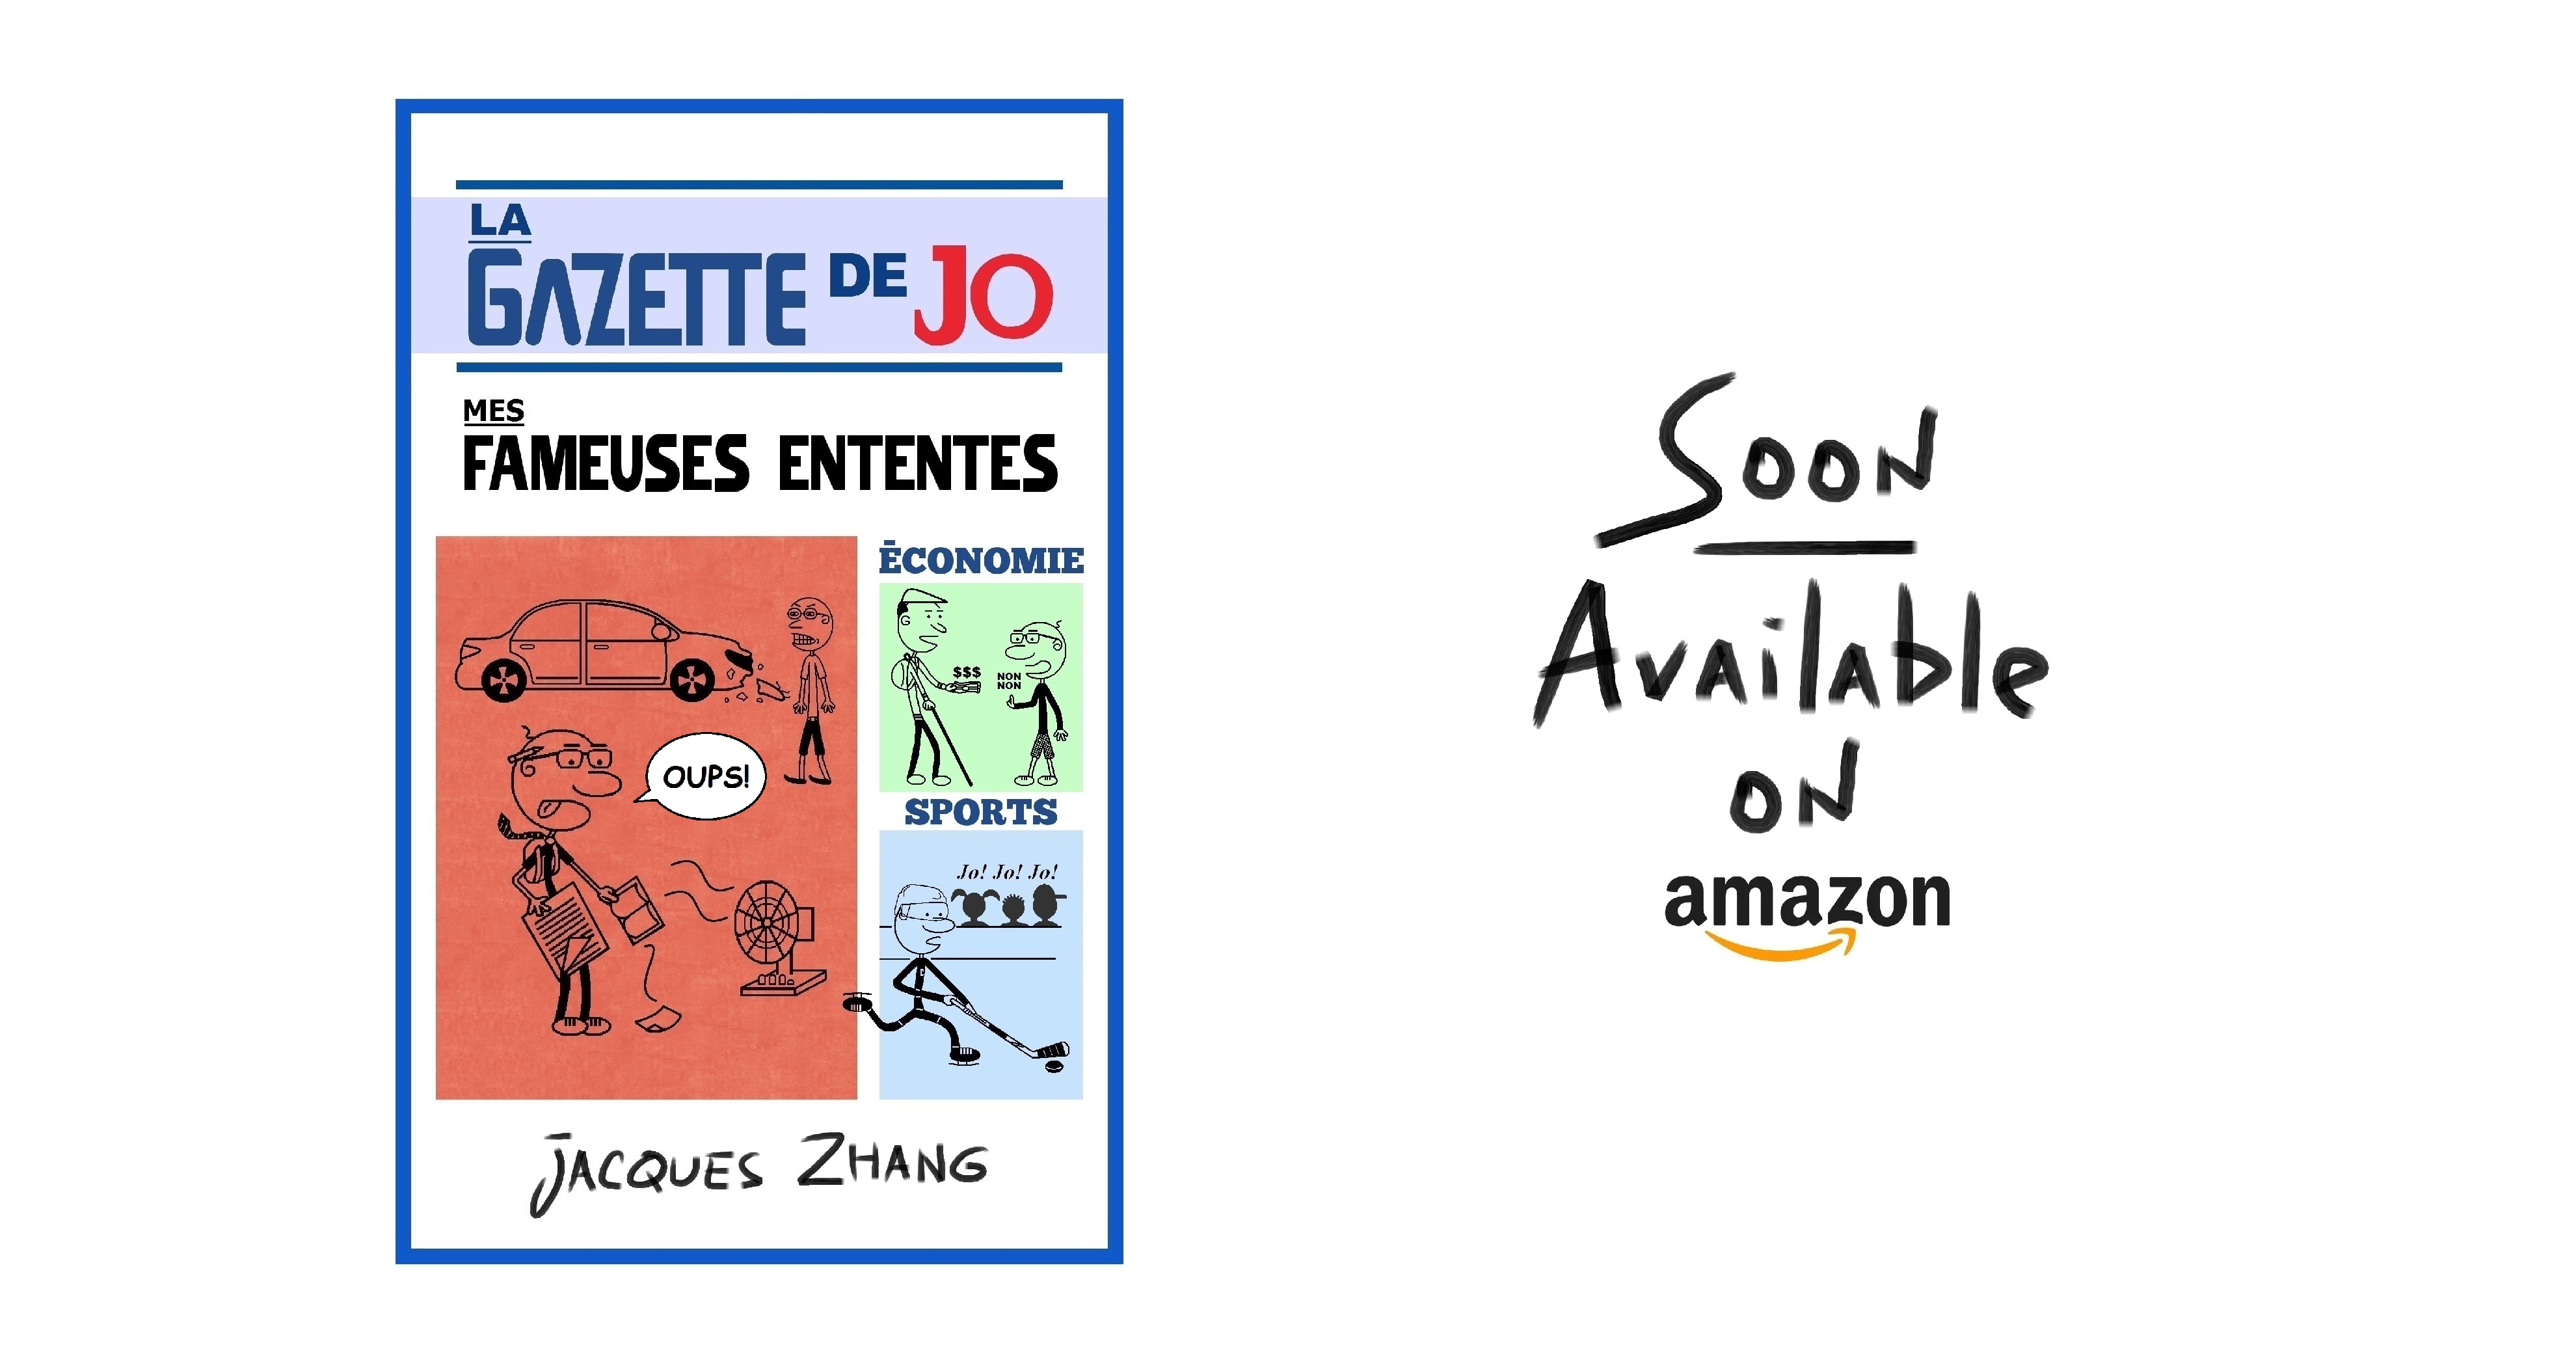 LA
GAZETTE DE JO
MES
FAMEUSES ENTENTES
ÉCONOMIE
$$$
NON
NON
OUPS!
SPORTS
Jo! Jo! Jo!
JACQUES ZHANG
SOON
Available
ON
amazon